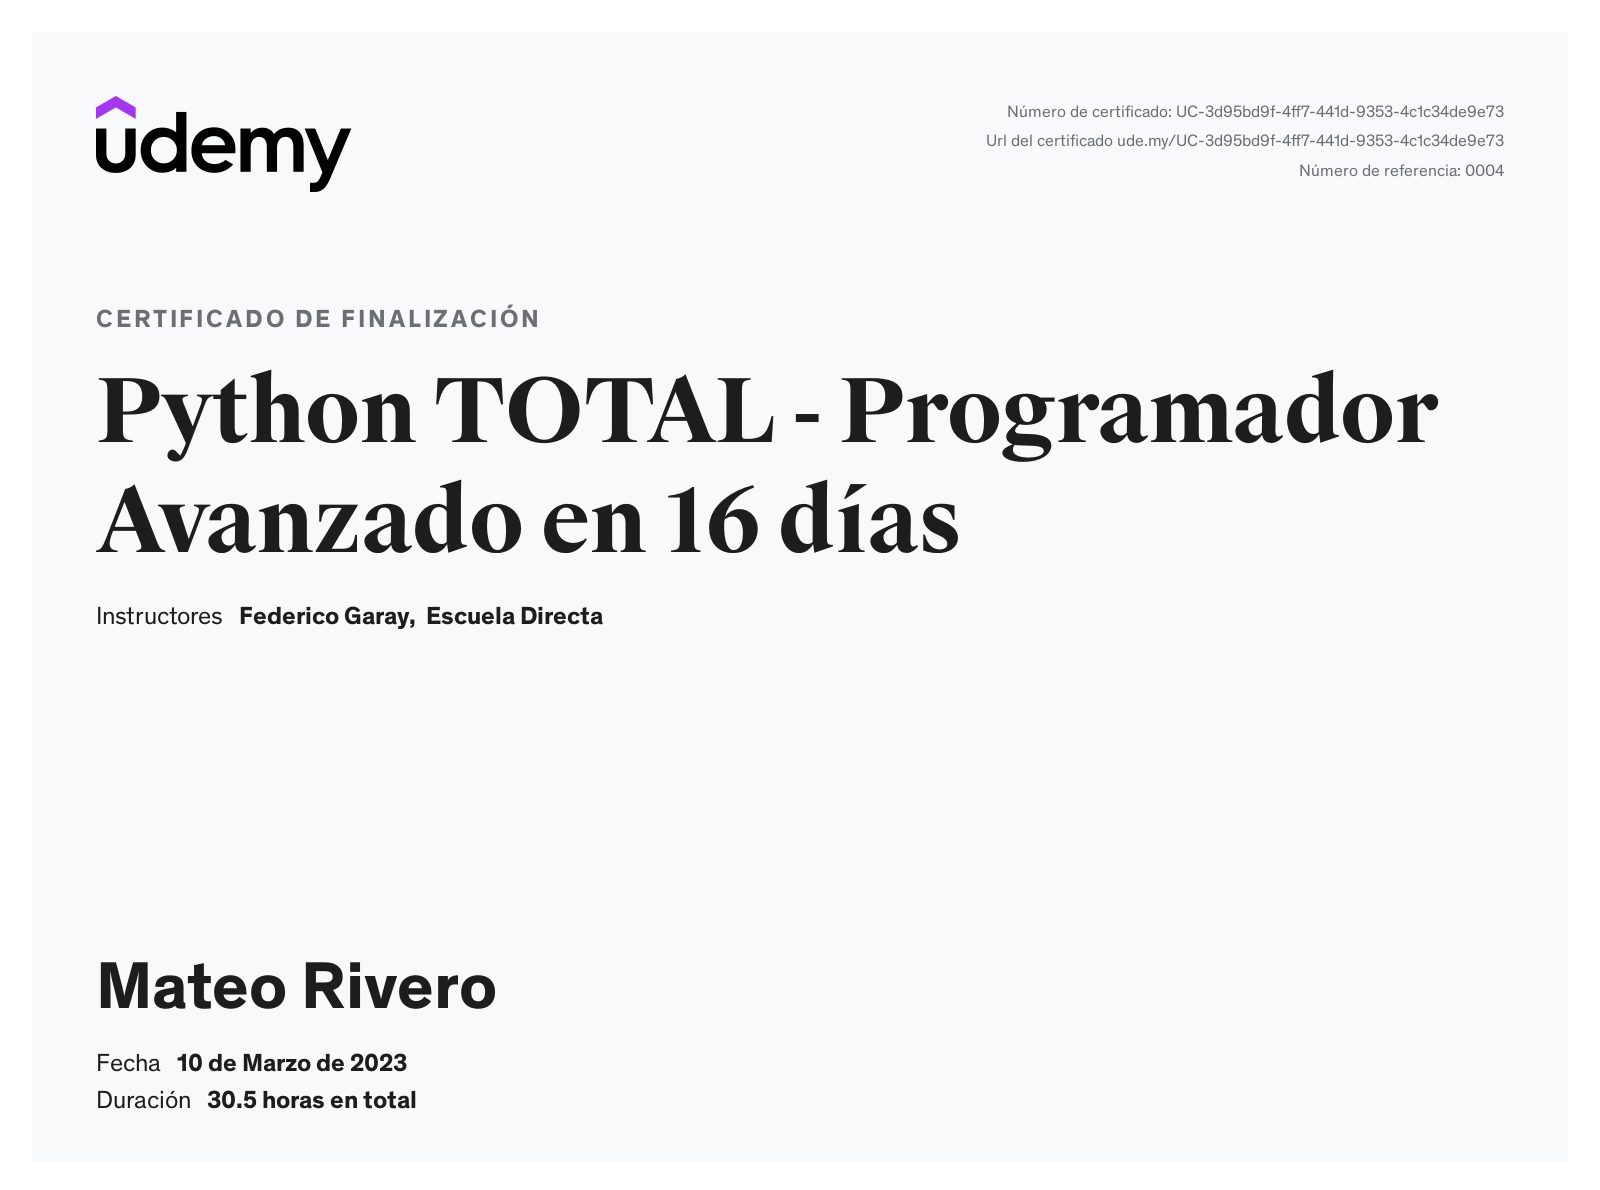 udemy
Número de certificado: UC-3d95bd9f-4ff7-441d-9353-4c1c34de9e73
Url del certificado ude.my/UC-3d95bd9f-4ff7-441d-9353-4c1c34de9e73
Número de referencia: 0004
CERTIFICADO DE FINALIZACIÓN
Python TOTAL - Programador
Avanzado en 16 días
Instructores Federico Garay, Escuela Directa
Mateo Rivero
Fecha 10 de Marzo de 2023
Duración 30.5 horas en total